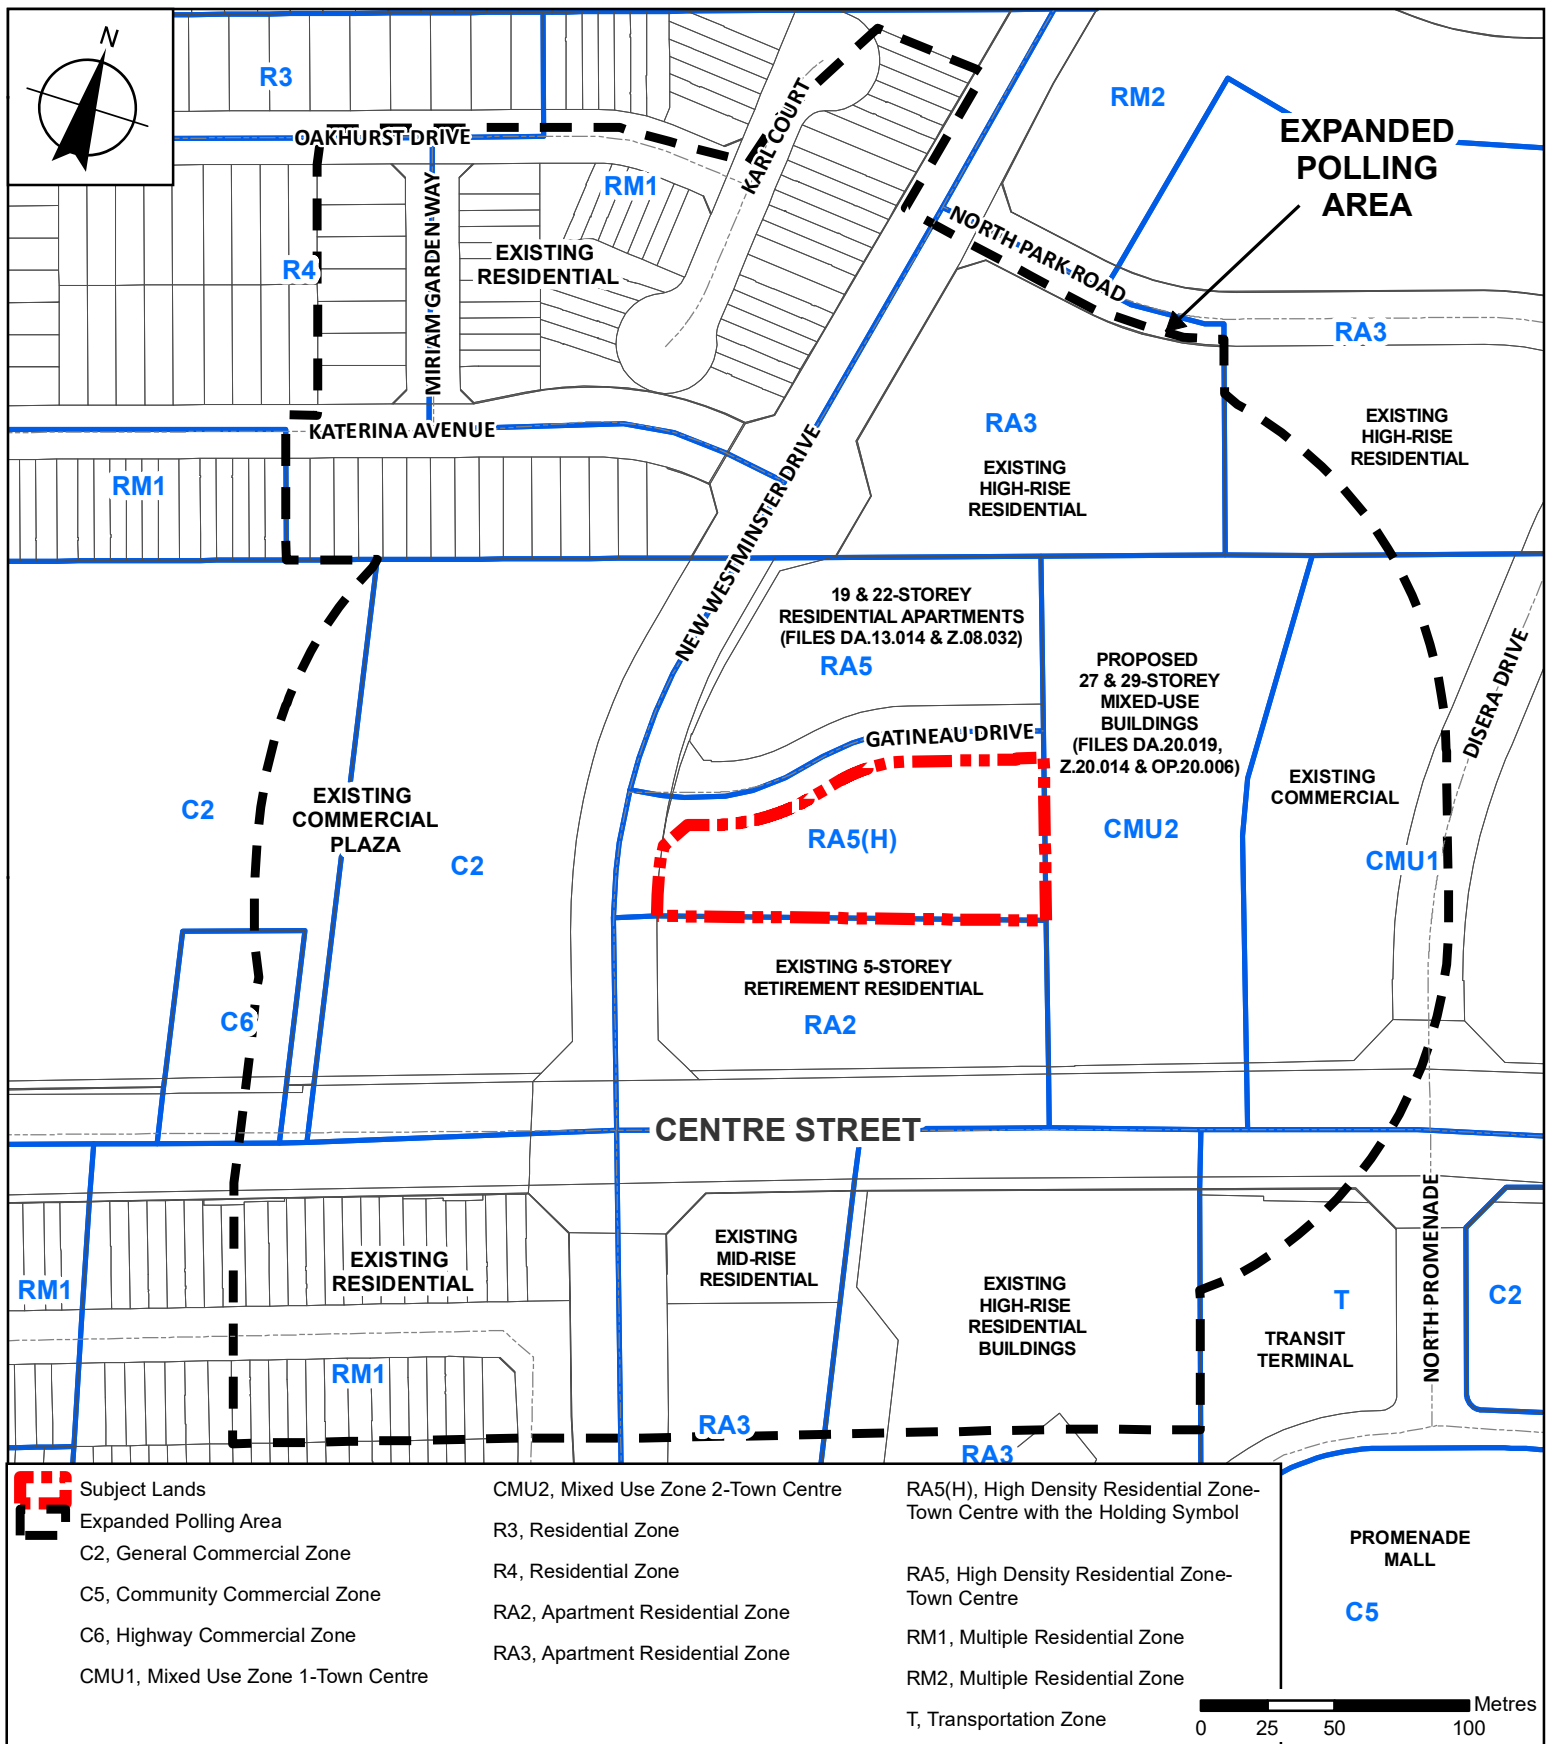 N
R3
OAKHURST DRIVE
KARL COURT
RM2
EXPANDED
POLLING
AREA
RM1
MIRIAM GARDEN WAY
EXISTING
RESIDENTIAL
R4
NORTH PARK ROAD
RA3
KATERINA AVENUE
RM1
NEW WESTMINSTER DRIVE
RA3
EXISTING
HIGH-RISE
RESIDENTIAL
EXISTING
HIGH-RISE
RESIDENTIAL
19 & 22-STOREY
RESIDENTIAL APARTMENTS
(FILES DA.13.014 & Z.08.032)
RA5
PROPOSED
27 & 29-STOREY
MIXED-USE
BUILDINGS
(FILES DA.20.019,
Z.20.014 & OP.20.006)
DISERA DRIVE
GATINEAU DRIVE
EXISTING
COMMERCIAL
PLAZA
C2
C2
RA5(H)
CMU2
EXISTING
COMMERCIAL
CMU1
EXISTING 5-STOREY
RETIREMENT RESIDENTIAL
RA2
C6
CENTRE STREET
RM1
EXISTING
RESIDENTIAL
RM1
EXISTING
MID-RISE
RESIDENTIAL
RA3
EXISTING
HIGH-RISE
RESIDENTIAL
BUILDINGS
RA3
T
TRANSIT
TERMINAL
NORTH PROMENADE
C2
PROMENADE
MALL
C5
Subject Lands
Expanded Polling Area
C2, General Commercial Zone
C5, Community Commercial Zone
C6, Highway Commercial Zone
CMU1, Mixed Use Zone 1-Town Centre
CMU2, Mixed Use Zone 2-Town Centre
R3, Residential Zone
R4, Residential Zone
RA2, Apartment Residential Zone
RA3, Apartment Residential Zone
RA5(H), High Density Residential Zone-
Town Centre with the Holding Symbol
RA5, High Density Residential Zone-
Town Centre
RM1, Multiple Residential Zone
RM2, Multiple Residential Zone
T, Transportation Zone
Metres
0 25 50 100